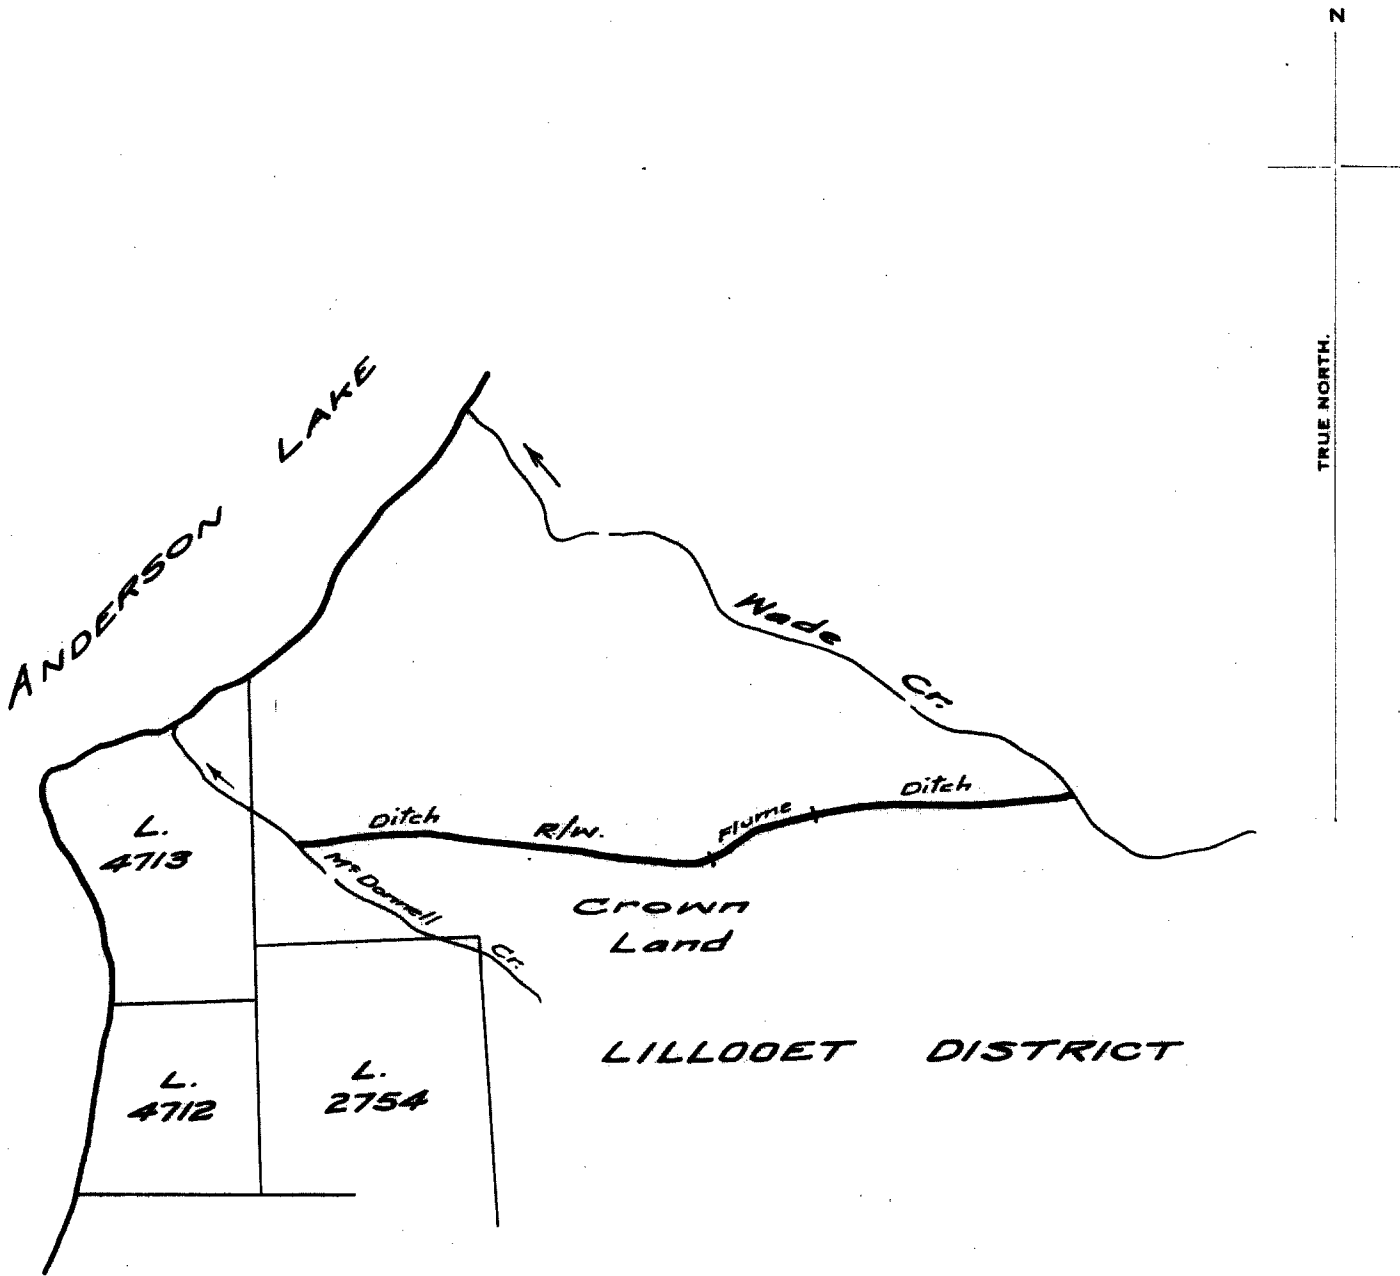 N
TRUE NORTH.
ANDERSON LAKE
Wade Cr.
Ditch
Flume
Ditch
R/W.
L.
4713
McDonnell Cr.
Crown
Land
LILLOOET DISTRICT
L.
4712
L.
2754